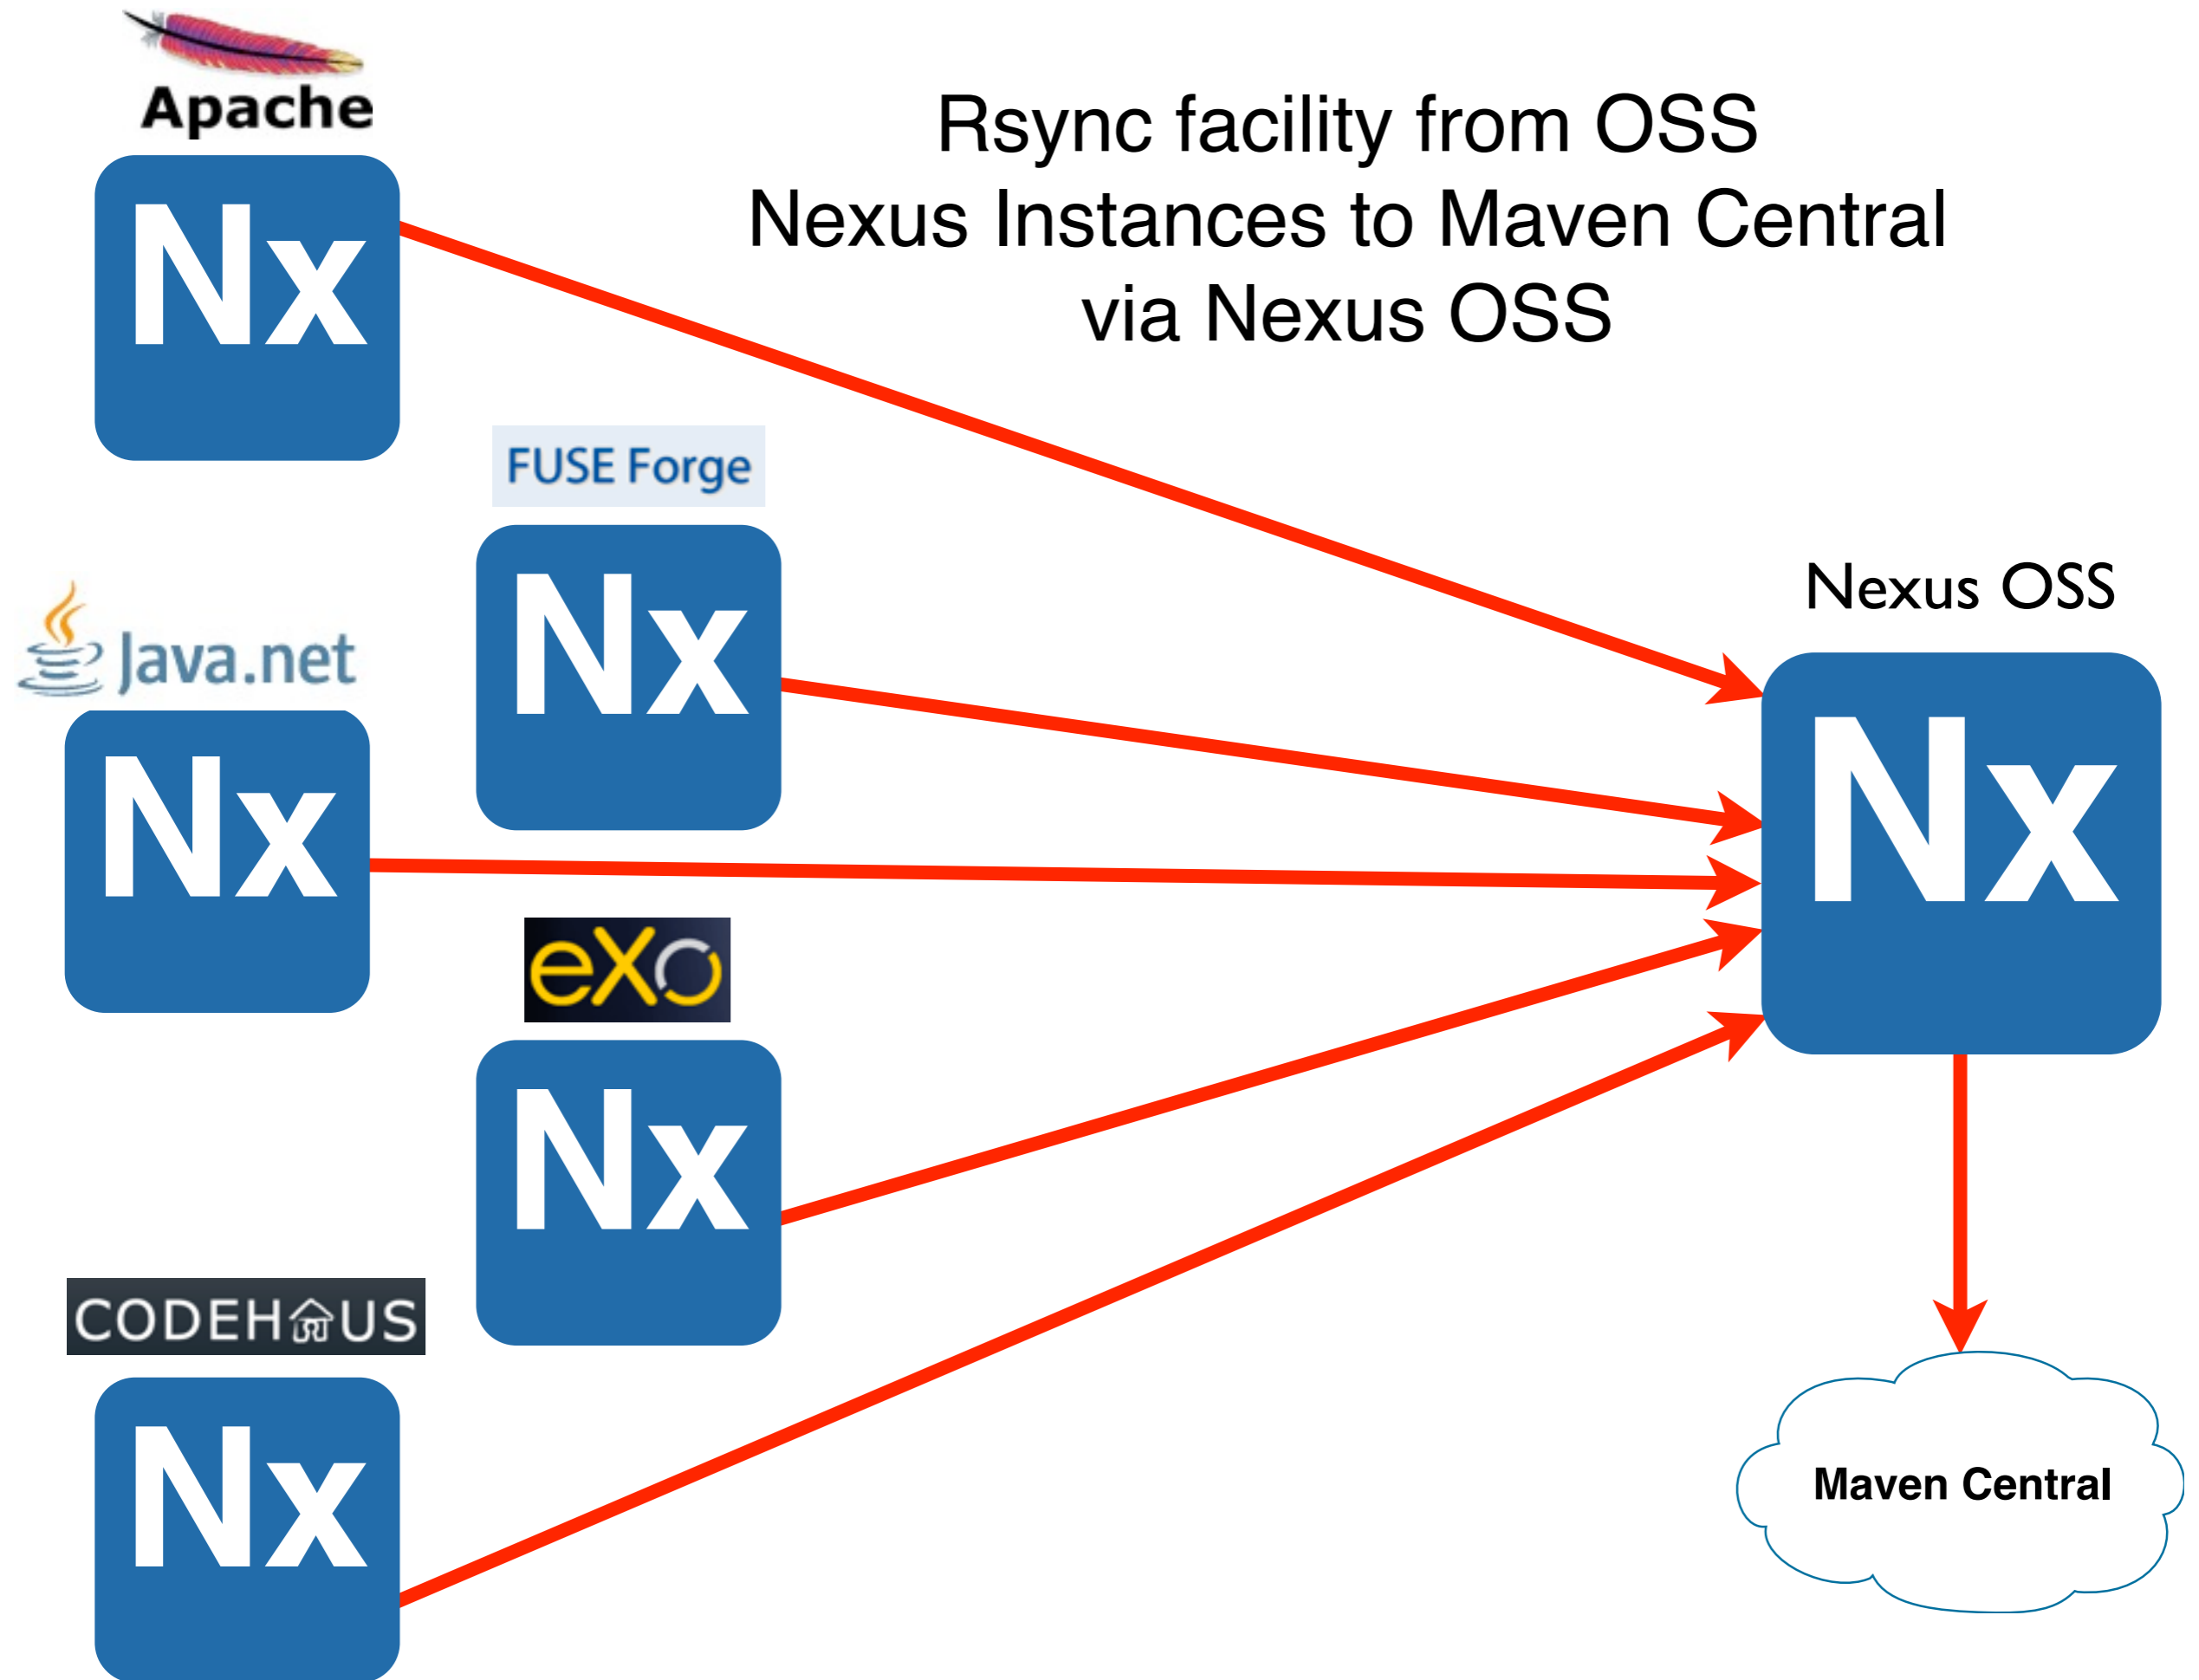 Apache
Rsync facility from OSS
Nexus Instances to Maven Central
via Nexus OSS
Nx
FUSE Forge
Nx
Java.net
Nx
Nexus OSS
Nx
eXo
Nx
CODEHAUS
Nx
Maven Central